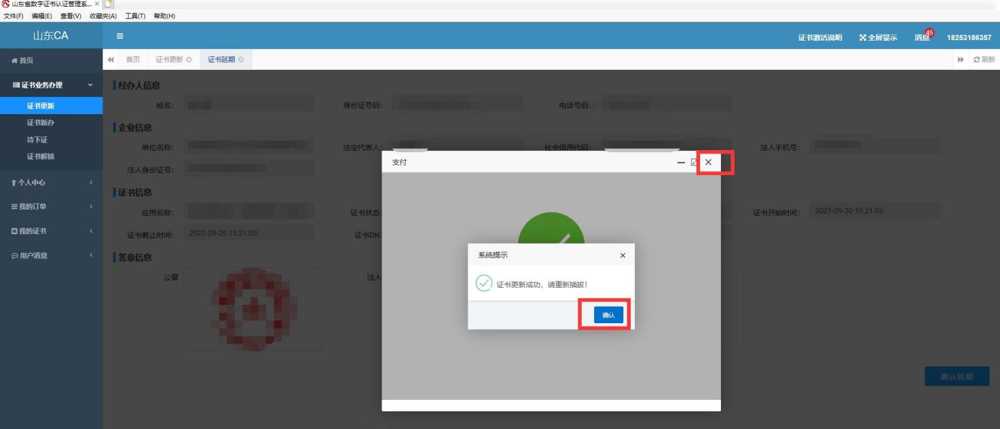 山东省数字证书认证管理系...
文件(F) 编辑(E) 查看(V) 收藏夹(A) 工具(T) 帮助(H)
山东CA 证书激活说明 全屏显示 消息 45 18253186357
首页 首页 证书更新 证书延期 刷新
证书业务办理
证书更新
证书新办
待下证
证书解锁
个人中心
我的订单
我的证书
用户消息
经办人信息
姓名: 身份证号码: 电话号码:
企业信息
单位名称: 法定代表人: 社会信用代码: 法人手机号:
法人身份证号:
证书信息
应用名称: 证书状态: 证书开始时间: 2021-09-30 15:21:03
证书截止时间: 2022-09-25 15:21:03 证书DN:
签章信息
公章 法人
支付
系统提示
证书更新成功，请重新插拔!
确认
确认延期